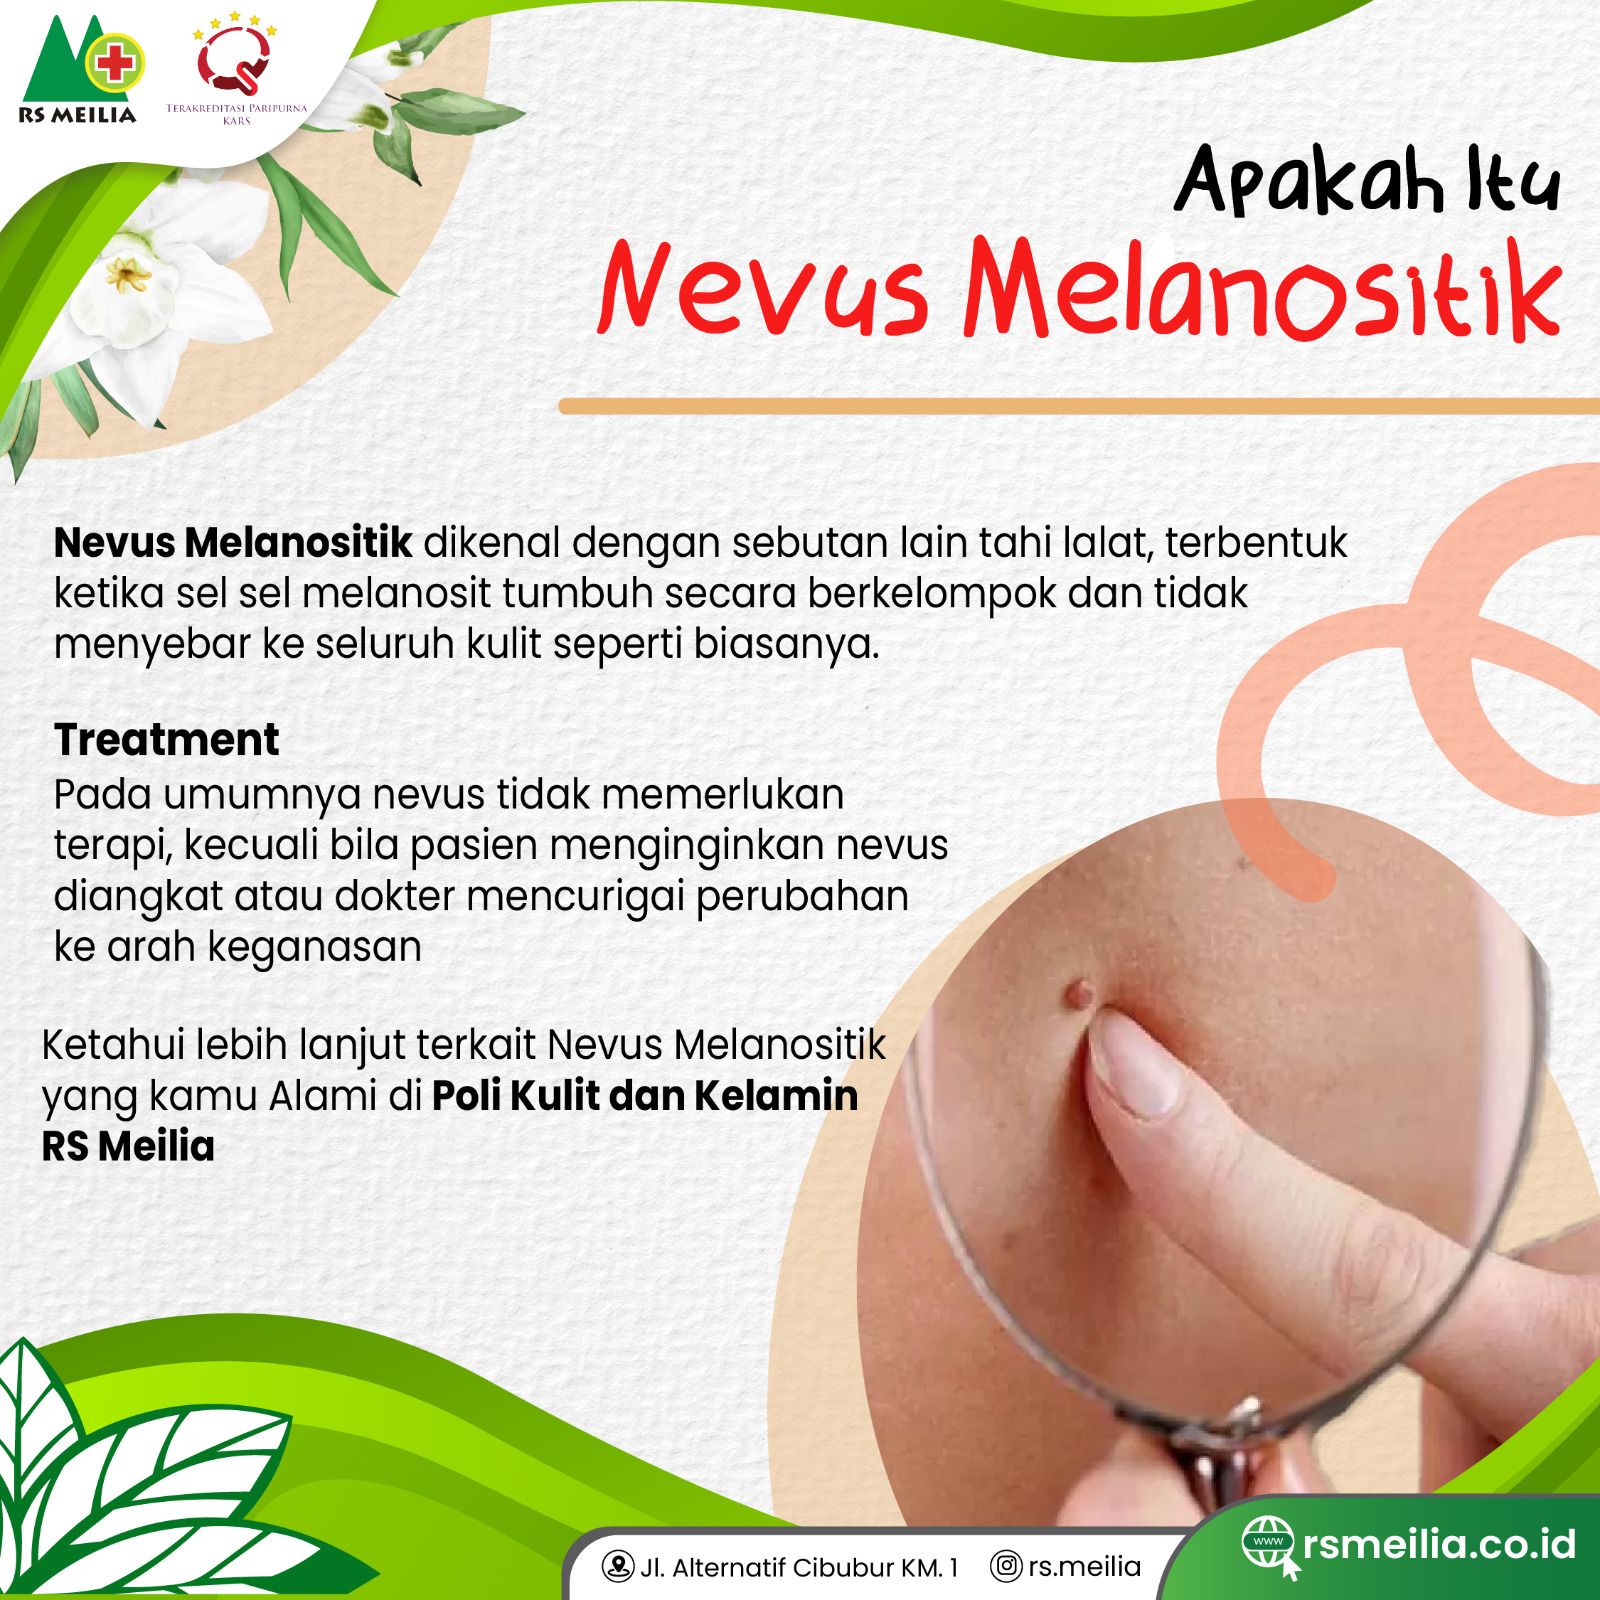 RS MEILIA
TERAKREDITASI PARIPURNA
KARS
Apakah Itu
Nevus Melanositik
Nevus Melanositik dikenal dengan sebutan lain tahi lalat, terbentuk
ketika sel sel melanosit tumbuh secara berkelompok dan tidak
menyebar ke seluruh kulit seperti biasanya.
Treatment
Pada umumnya nevus tidak memerlukan
terapi, kecuali bila pasien menginginkan nevus
diangkat atau dokter mencurigai perubahan
ke arah keganasan
Ketahui lebih lanjut terkait Nevus Melanositik
yang kamu Alami di Poli Kulit dan Kelamin
RS Meilia
Jl. Alternatif Cibubur KM. 1
rs.meilia
www
rsmeilia.co.id